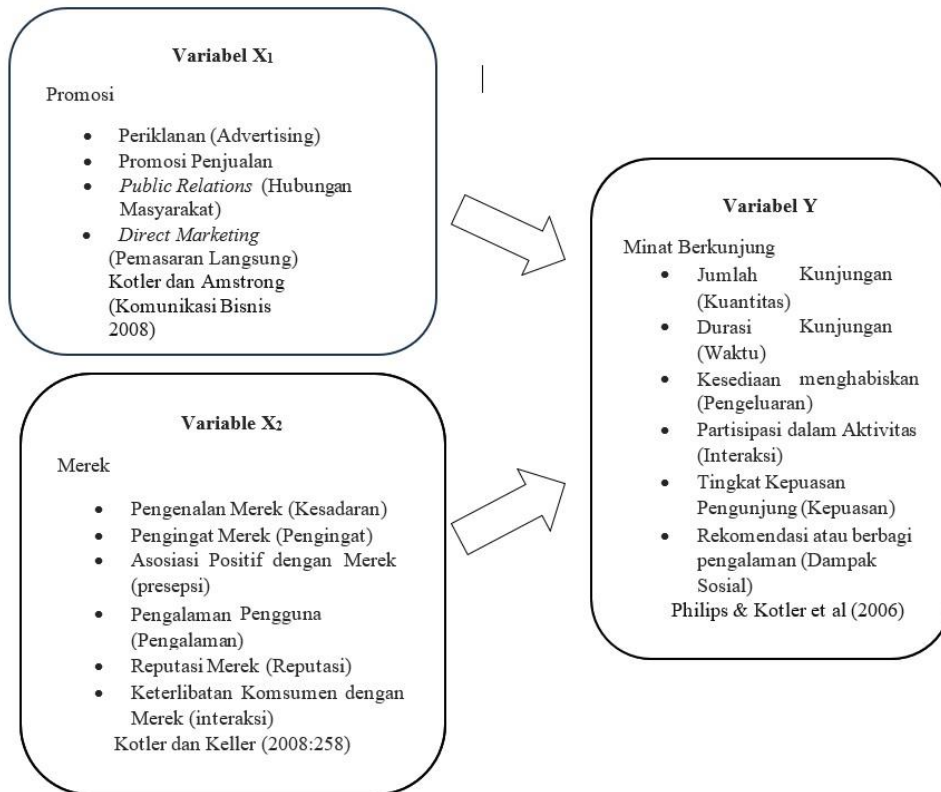 Variabel X₁
Promosi
• Periklanan (Advertising)
• Promosi Penjualan
• Public Relations (Hubungan
Masyarakat)
• Direct Marketing
(Pemasaran Langsung)
Kotler dan Amstrong
(Komunikasi Bisnis
2008)
Variable X₂
Merek
• Pengenalan Merek (Kesadaran)
• Pengingat Merek (Pengingat)
• Asosiasi Positif dengan Merek
(presepsi)
• Pengalaman Pengguna
(Pengalaman)
• Reputasi Merek (Reputasi)
• Keterlibatan Komsumen dengan
Merek (interaksi)
Kotler dan Keller (2008:258)
Variabel Y
Minat Berkunjung
• Jumlah Kunjungan
(Kuantitas)
• Durasi Kunjungan
(Waktu)
• Kesediaan menghabiskan
(Pengeluaran)
• Partisipasi dalam Aktivitas
(Interaksi)
• Tingkat Kepuasan
Pengunjung (Kepuasan)
• Rekomendasi atau berbagi
pengalaman (Dampak
Sosial)
Philips & Kotler et al (2006)